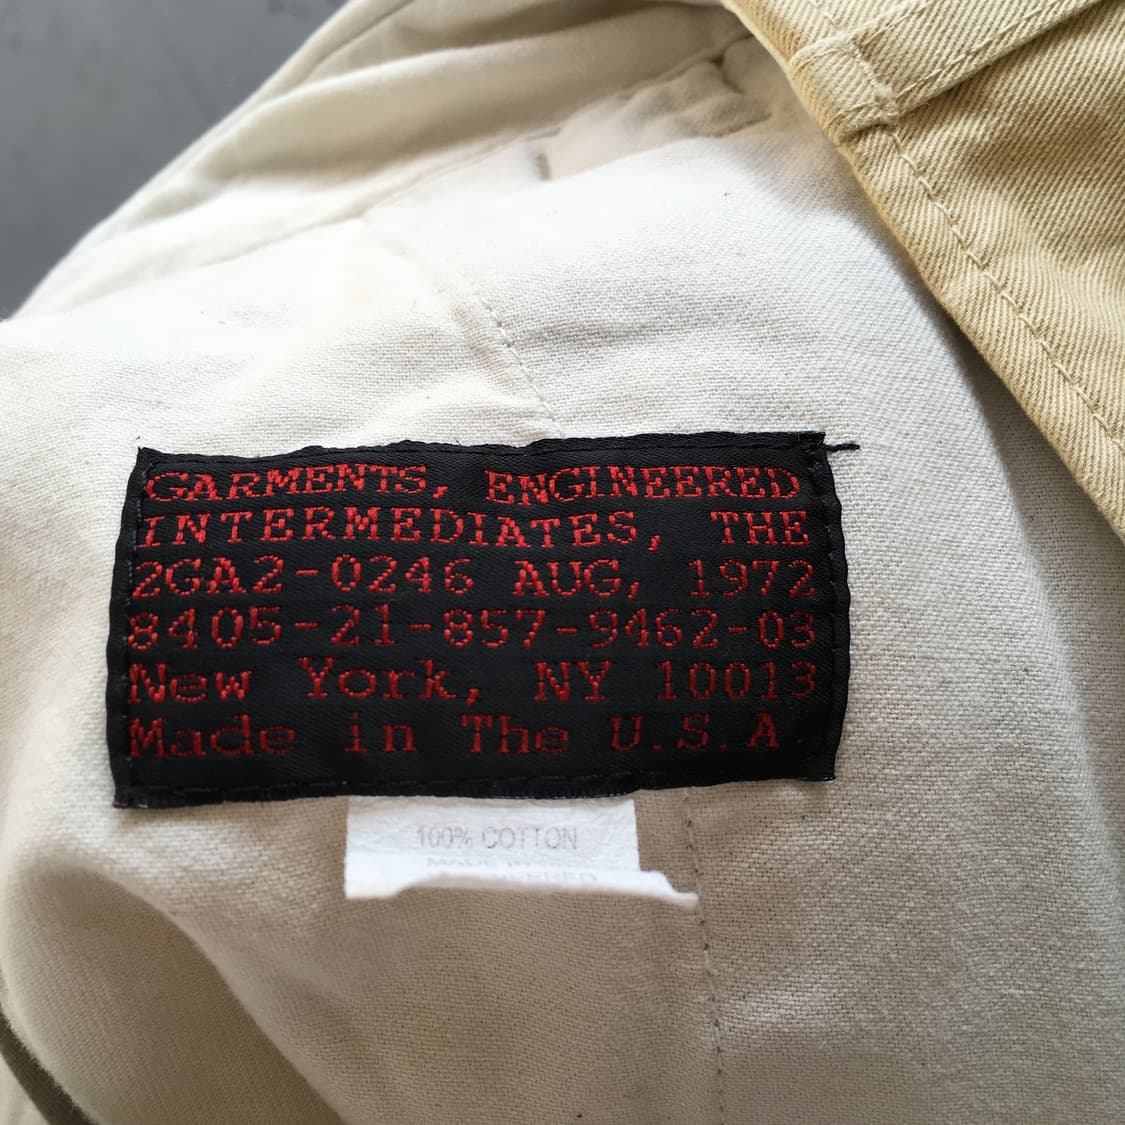 GARMENTS, ENGINEERED
INTERMEDIATES, THE
2GA2-0246 AUG, 1972
8405-21-857-9462-03
New York, NY 10013
Made in The U.S.A.
100% COTTON